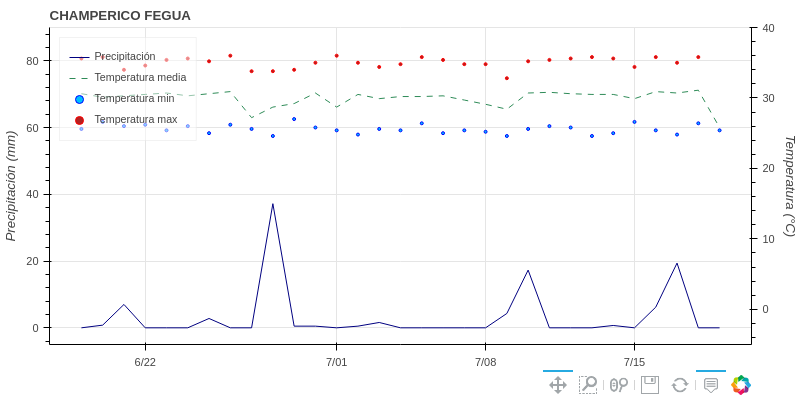 CHAMPERICO FEGUA
Precipitación
Temperatura media
Temperatura min
Temperatura max
80
60
40
20
0
Precipitación (mm)
40
30
20
10
0
Temperatura (°C)
6/22
7/01
7/08
7/15